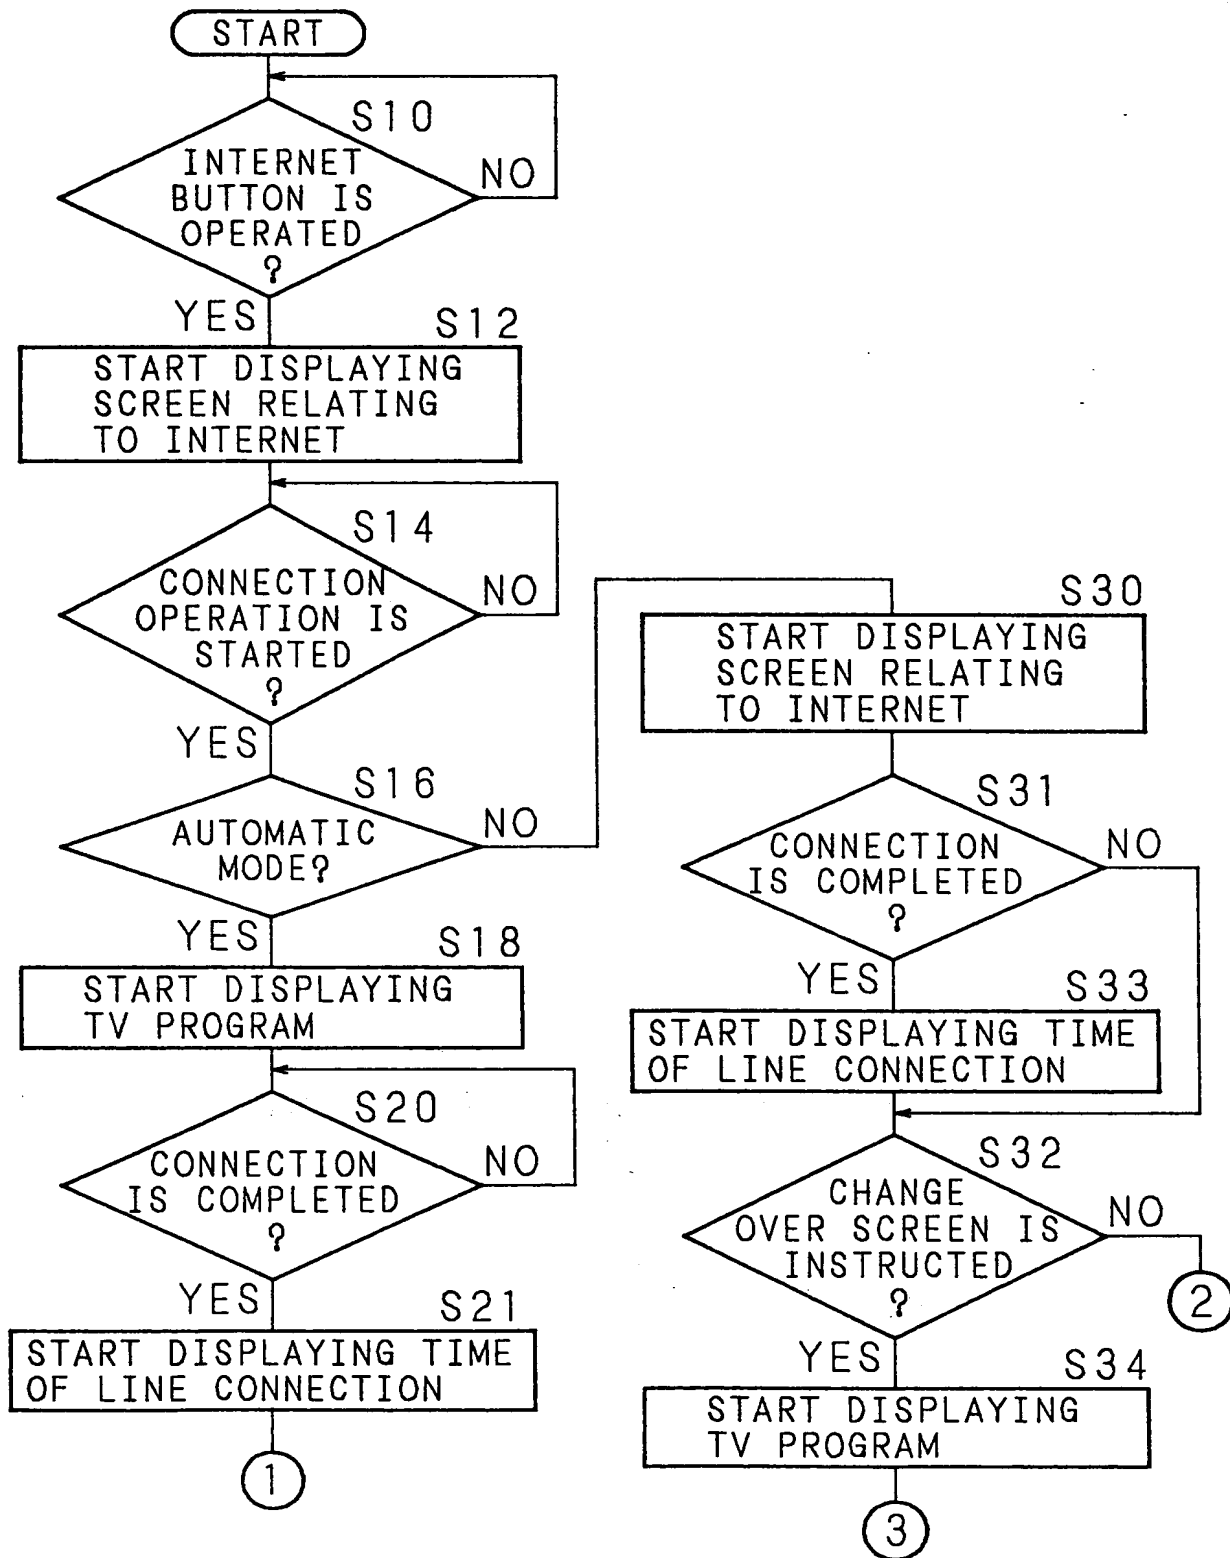 START
S10
INTERNET
BUTTON IS
OPERATED
?
NO
YES
S12
START DISPLAYING
SCREEN RELATING
TO INTERNET
S14
CONNECTION
OPERATION IS
STARTED
?
NO
YES
S16
AUTOMATIC
MODE?
NO
YES
S18
START DISPLAYING
TV PROGRAM
S20
CONNECTION
IS COMPLETED
?
NO
YES
S21
START DISPLAYING TIME
OF LINE CONNECTION
1
S30
START DISPLAYING
SCREEN RELATING
TO INTERNET
S31
CONNECTION
IS COMPLETED
?
NO
YES
S33
START DISPLAYING TIME
OF LINE CONNECTION
S32
CHANGE
OVER SCREEN IS
INSTRUCTED
?
NO
2
YES
S34
START DISPLAYING
TV PROGRAM
3